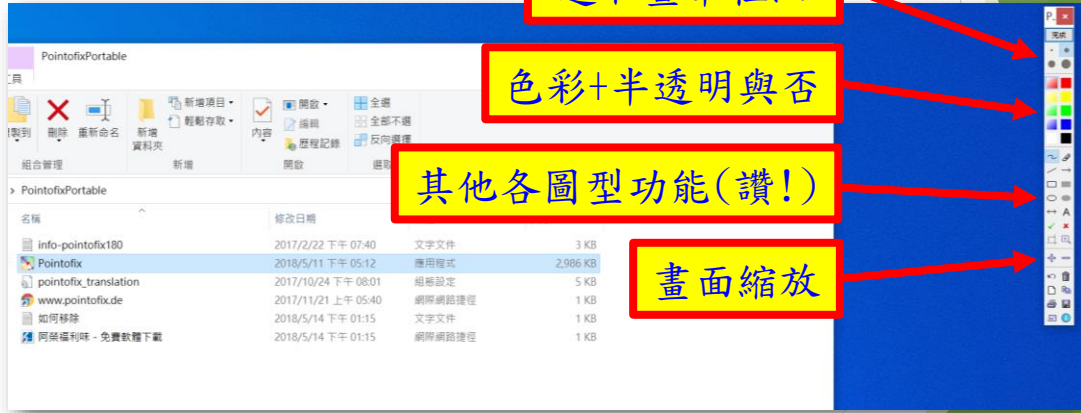 P...
完成
PointofixPortable
工具
色彩+半透明與否
新增項目
輕鬆存取
開啟
編輯
歷程記錄
全選
全部不選
反向選擇
複製到
刪除
重新命名
新增
資料夾
內容
組合管理
新增
開啟
選取
其他各圖型功能(讚!)
> PointofixPortable
名稱
修改日期
info-pointofix180 2017/2/22 下午 07:40 文字文件 3 KB
Pointofix 2018/5/11 下午 05:12 應用程式 2,986 KB
pointofix_translation 2017/10/24 下午 08:01 組態設定 5 KB
www.pointofix.de 2017/11/21 上午 05:40 網際網路捷徑 1 KB
如何移除 2018/5/14 下午 01:15 文字文件 1 KB
阿榮福利味 - 免費軟體下載 2018/5/14 下午 01:15 網際網路捷徑 1 KB
畫面縮放